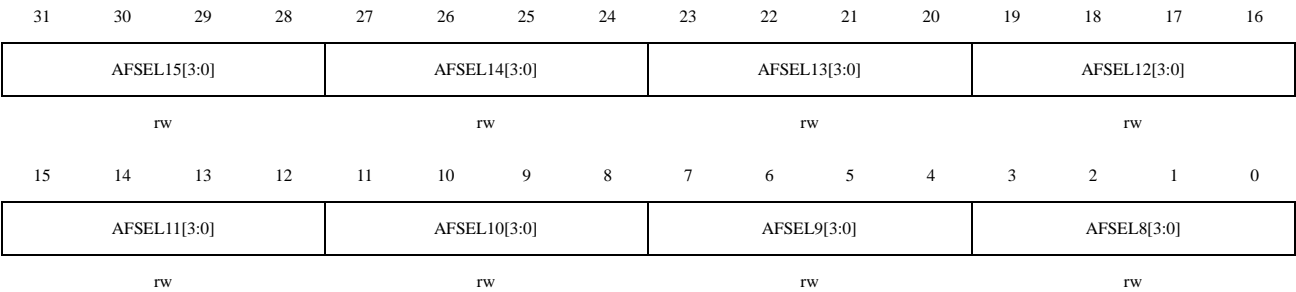 31 30 29 28 27 26 25 24 23 22 21 20 19 18 17 16
AFSEL15[3:0] AFSEL14[3:0] AFSEL13[3:0] AFSEL12[3:0]
rw rw rw rw
15 14 13 12 11 10 9 8 7 6 5 4 3 2 1 0
AFSEL11[3:0] AFSEL10[3:0] AFSEL9[3:0] AFSEL8[3:0]
rw rw rw rw